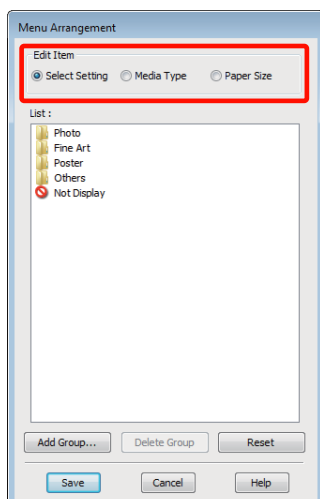 Menu Arrangement
Edit Item
Select Setting Media Type Paper Size
List :
Photo
Fine Art
Poster
Others
Not Display
Add Group... Delete Group Reset
Save Cancel Help